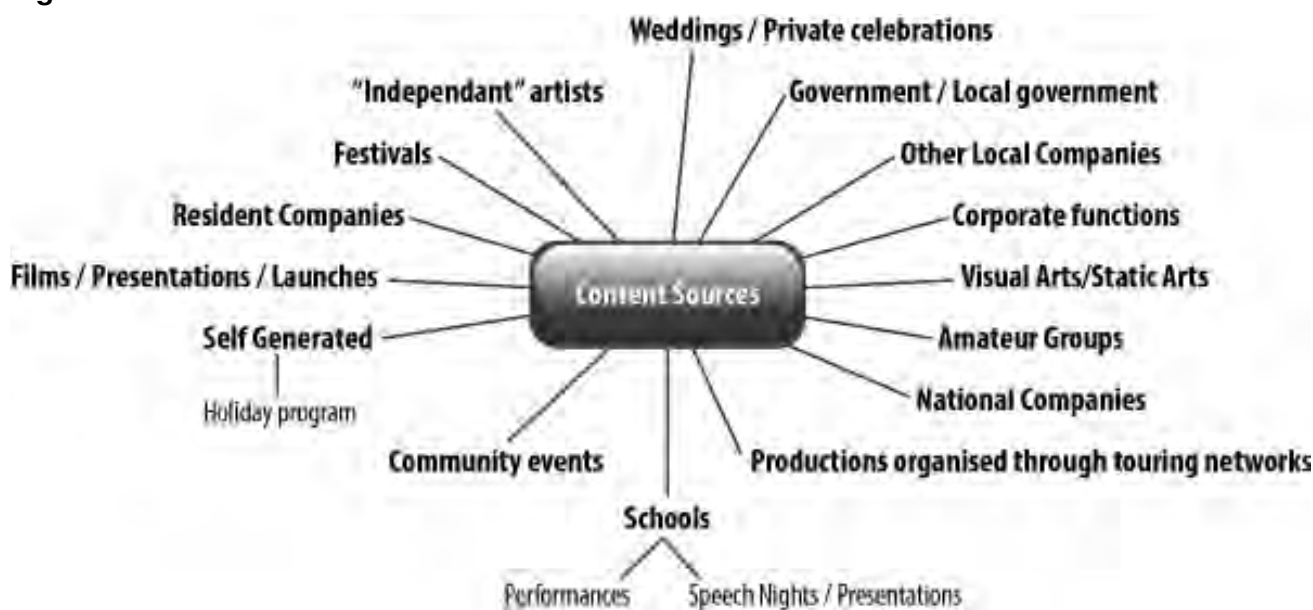 Weddings / Private celebrations
"Independant" artists
Government / Local government
Festivals
Other Local Companies
Resident Companies
Corporate functions
Films / Presentations / Launches
Content Sources
Visual Arts/Static Arts
Self Generated
Amateur Groups
Holiday program
National Companies
Community events
Productions organised through touring networks
Schools
Performances
Speech Nights / Presentations